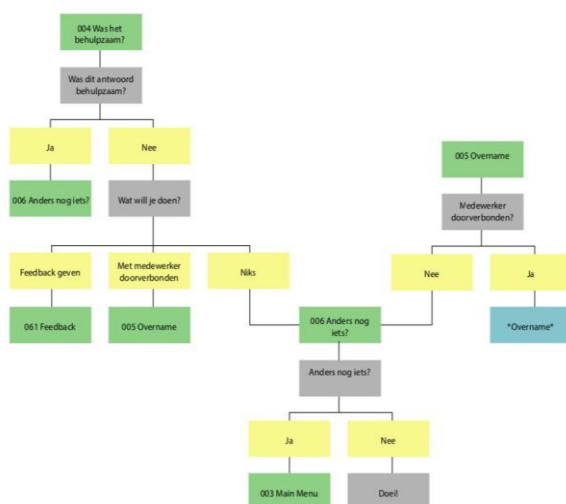 004 Was het
behulpzaam?
Was dit antwoord
behulpzaam?
Ja
Nee
006 Anders nog iets?
Wat will je doen?
Feedback geven
Met medewerker
doorverbonden
Niks
061 Feedback
005 Overname
005 Overname
Medewerker
doorverbonden?
Nee
Ja
*Overname*
006 Anders nog
iets?
Anders nog iets?
Ja
Nee
003 Main Menu
Doei!